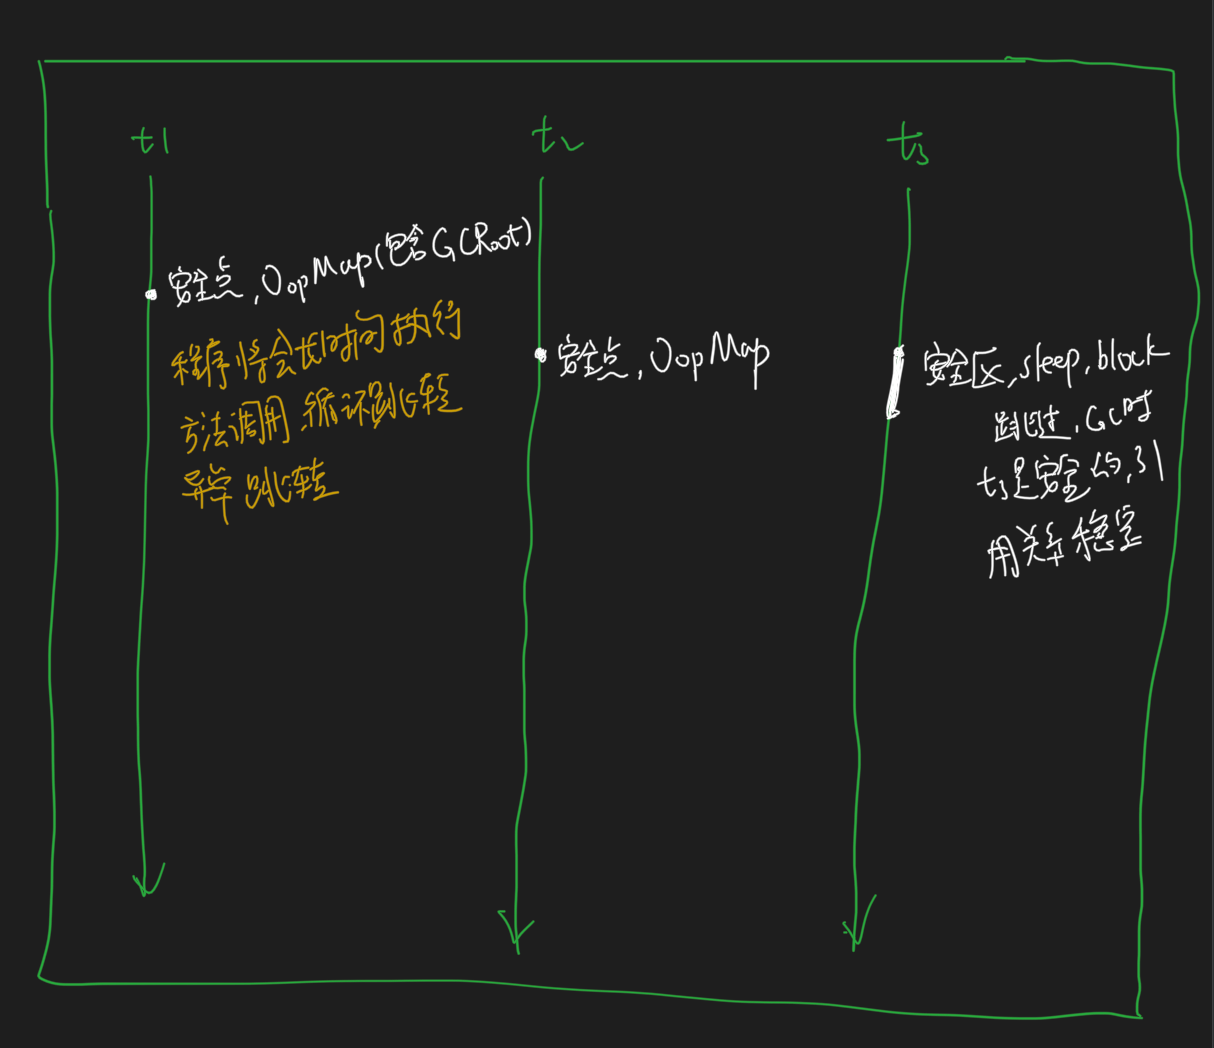 t1
t2
t3
安全点,OopMap(包含GCRoot)
程序将会长时间执行
方法调用,循环跳转
异常跳转
安全点,OopMap
安全区,sleep,block
跳过,GC时
t3是安全的,引
用关系稳定